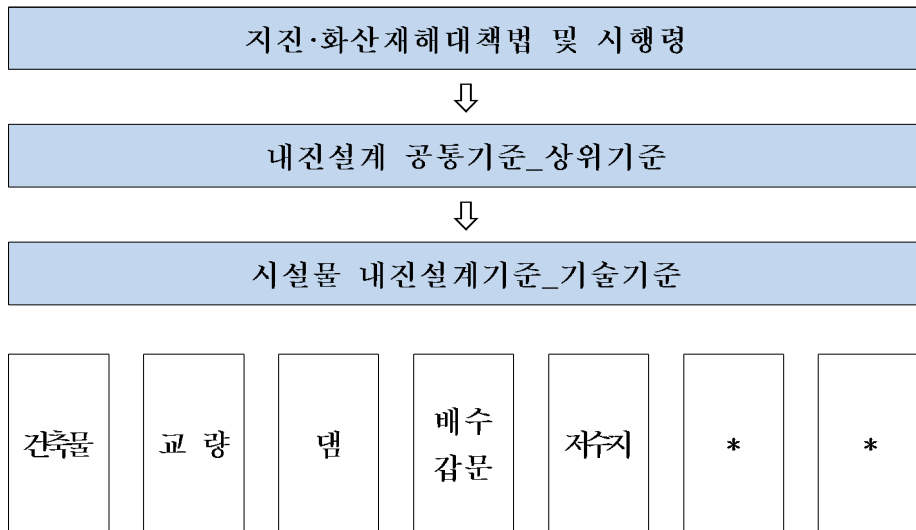 지진·화산재해대책법 및 시행령
⇩
내진설계 공통기준_상위기준
⇩
시설물 내진설계기준_기술기준
건축물
교 량
댐
배수
갑문
저수지
*
*